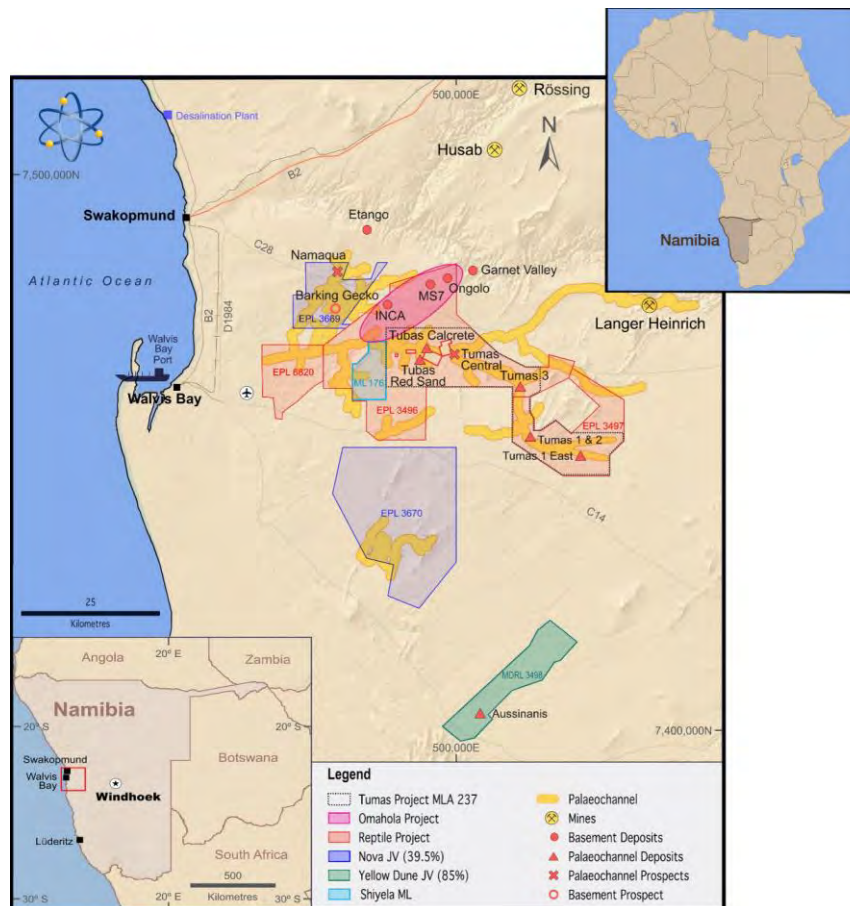 500,000E
Rössing
Desalination Plant
N
Husab
7,500,000N
B2
Swakopmund
Etango
C28
Namaqua
Garnet Valley
Ongolo
MS7
Atlantic Ocean
Barking Gecko
INCA
EPL 3669
B2
D1984
Langer Heinrich
Walvis
Bay
Port
Tubas Calcrete
Tumas
Central
Tubas
Red Sand
EPL 6820
ML 176
Tumas 3
Walvis Bay
EPL 3496
EPL 3497
Tumas 1 & 2
Tumas 1 East
EPL 3670
C14
25
Kilometres
MDRL 3498
Aussinanis
7,400,000N
500,000E
Namibia
20° E
Angola
Zambia
Namibia
20° S
20° S
Botswana
Swakopmund
Walvis
Bay
Windhoek
Lüderitz
South Africa
500
Kilometres
30° S
20° E
30° S
Legend
Tumas Project MLA 237
Omahola Project
Reptile Project
Nova JV (39.5%)
Yellow Dune JV (85%)
Shiyela ML
Palaeochannel
Mines
Basement Deposits
Palaeochannel Deposits
Palaeochannel Prospects
Basement Prospect